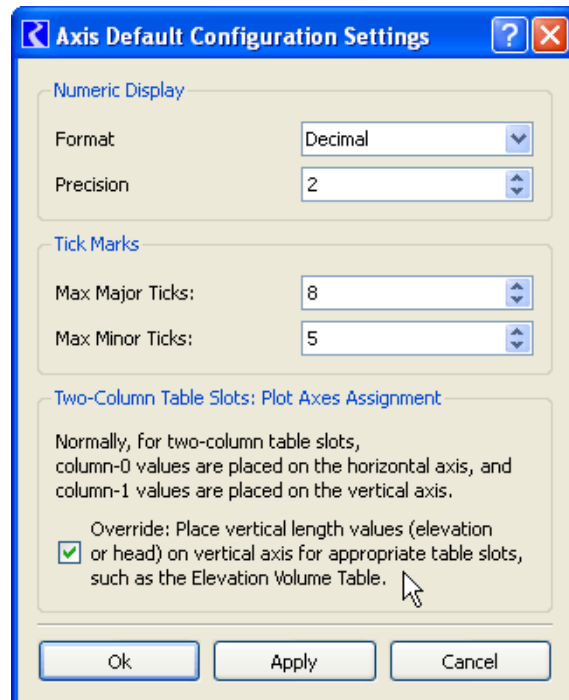 Axis Default Configuration Settings
Numeric Display
Format
Decimal
Precision
2
Tick Marks
Max Major Ticks:
8
Max Minor Ticks:
5
Two-Column Table Slots: Plot Axes Assignment
Normally, for two-column table slots,
column-0 values are placed on the horizontal axis, and
column-1 values are placed on the vertical axis.
Override: Place vertical length values (elevation
or head) on vertical axis for appropriate table slots,
such as the Elevation Volume Table.
Ok
Apply
Cancel